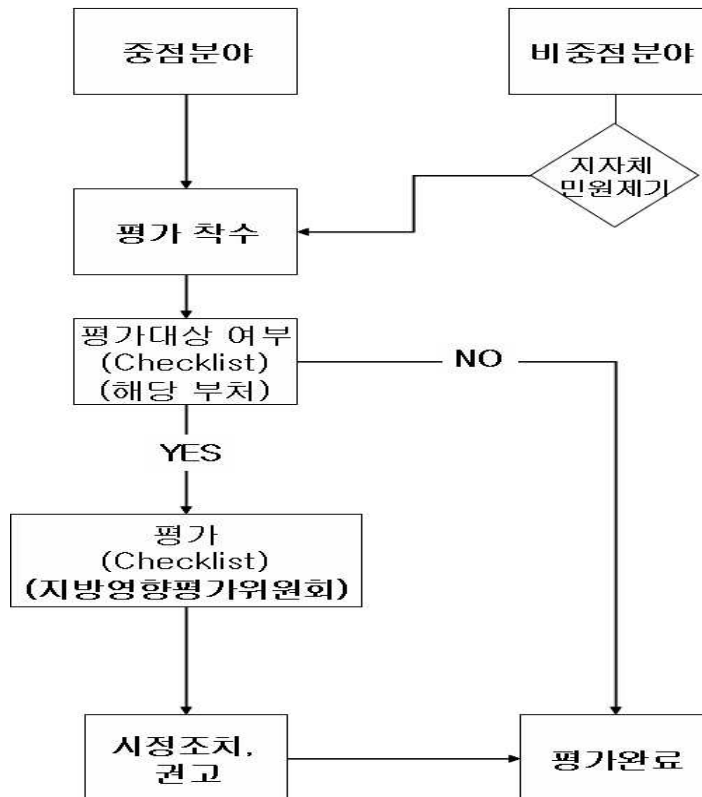 중점분야
비중점분야
지자체
민원제기
평가 착수
평가대상 여부
(Checklist)
(해당 부처)
NO
YES
평가
(Checklist)
(지방영향평가위원회)
시정조치,
권고
평가완료